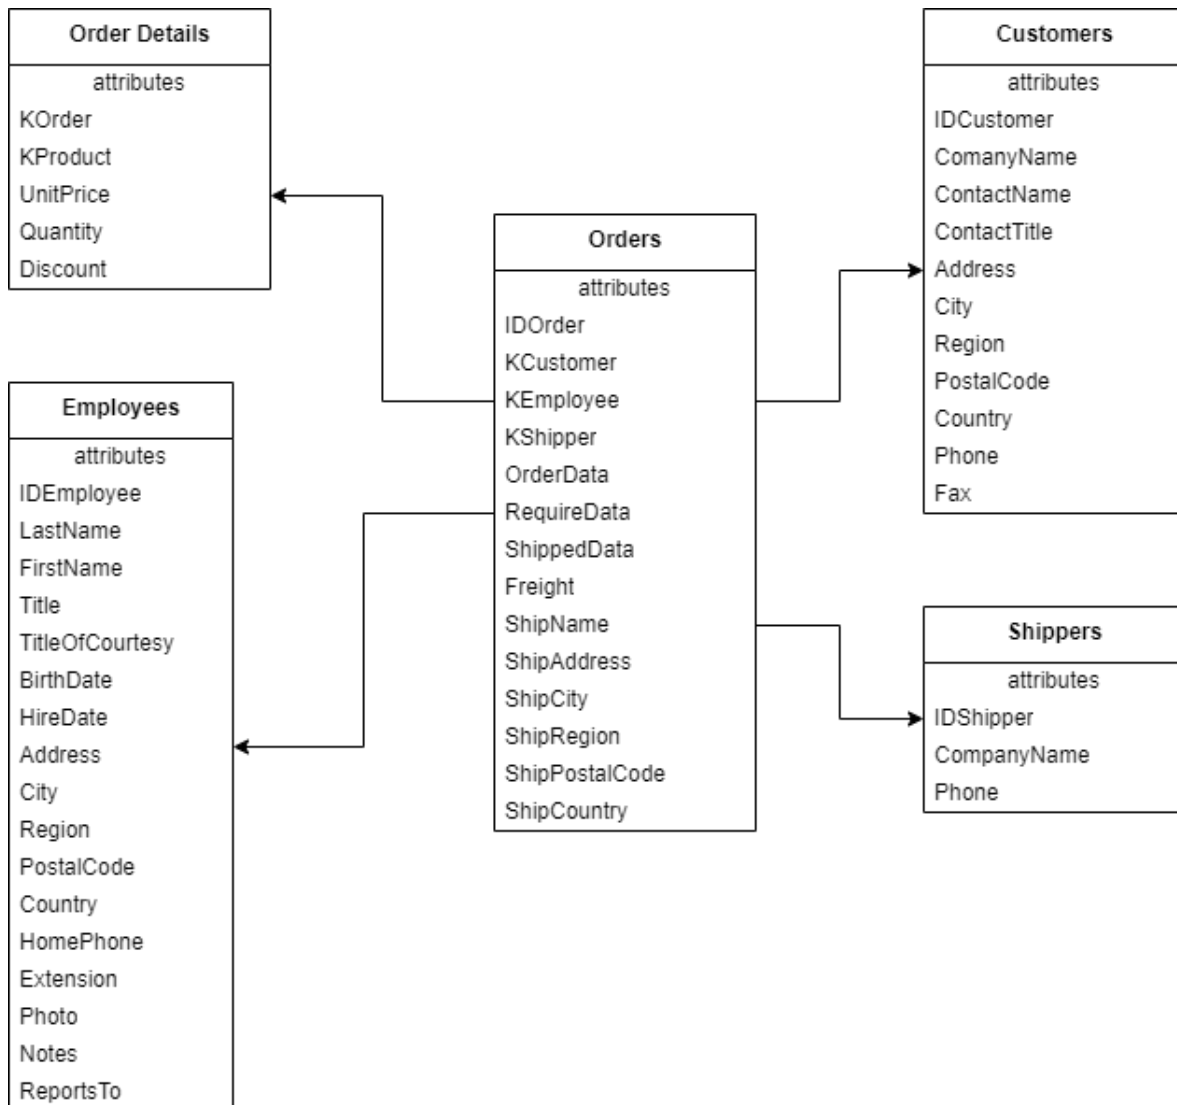 Order Details
attributes
KOrder
KProduct
UnitPrice
Quantity
Discount
Employees
attributes
IDEmployee
LastName
FirstName
Title
TitleOfCourtesy
BirthDate
HireDate
Address
City
Region
PostalCode
Country
HomePhone
Extension
Photo
Notes
ReportsTo
Orders
attributes
IDOrder
KCustomer
KEmployee
KShipper
OrderData
RequireData
ShippedData
Freight
ShipName
ShipAddress
ShipCity
ShipRegion
ShipPostalCode
ShipCountry
Customers
attributes
IDCustomer
ComanyName
ContactName
ContactTitle
Address
City
Region
PostalCode
Country
Phone
Fax
Shippers
attributes
IDShipper
CompanyName
Phone